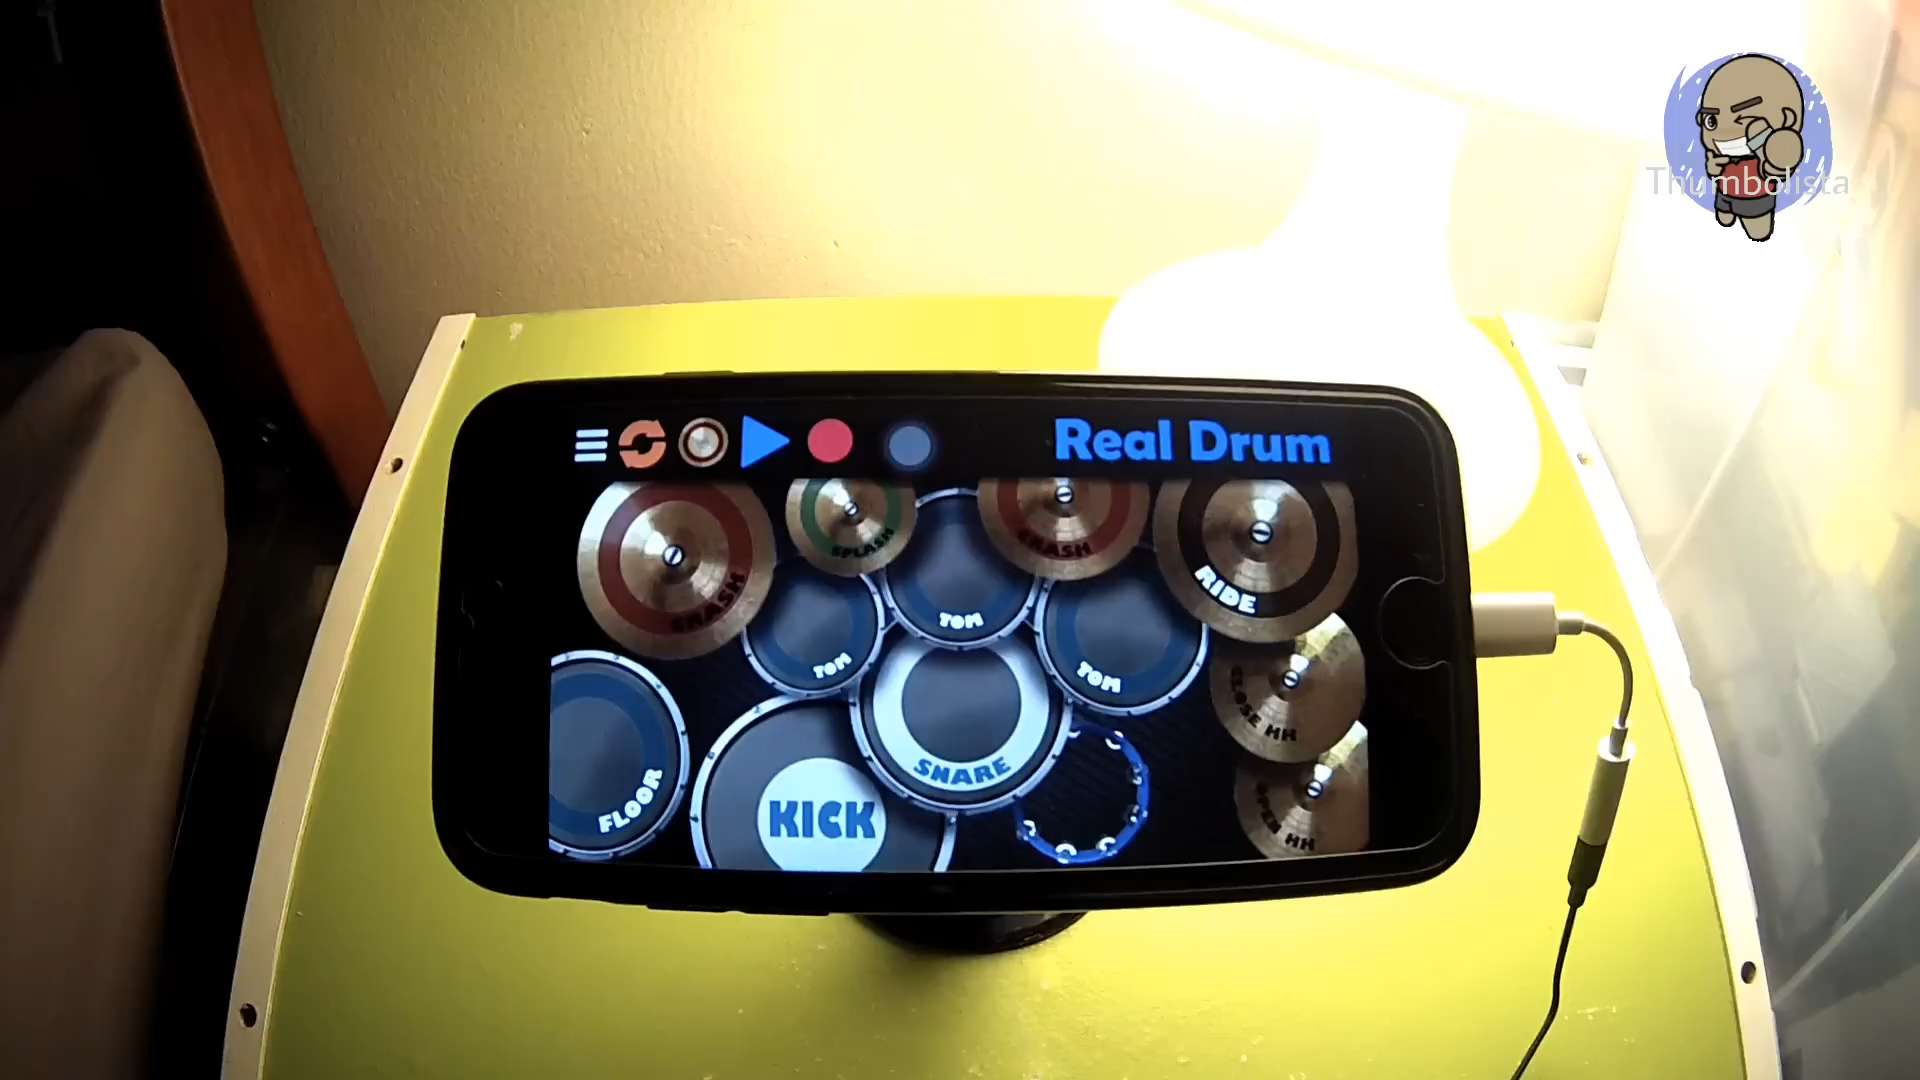 Thumbolista
Real Drum
CRASH
SPLASH
TOM
CRASH
RIDE
TOM
TOM
CLOSE HH
SNARE
FLOOR
KICK
OPEN HH